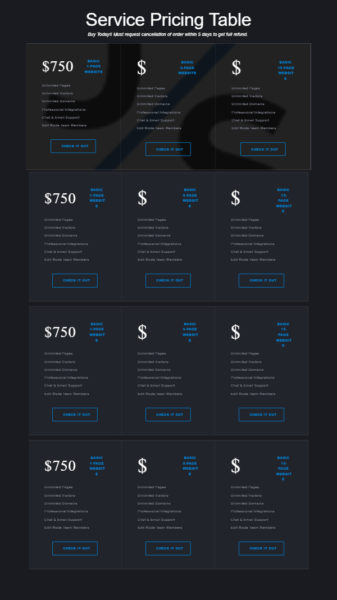 Service Pricing Table
Buy Today!! Must request cancellation of order within 5 days to get full refund.
$750
BASIC
1-PAGE
WEBSITE
Unlimited Pages
Unlimited Visitors
Unlimited Domains
Professional Integrations
Chat & Email Support
Add Rode Team Members
CHECK IT OUT
$
BASIC
5-PAGE
WEBSITE
Unlimited Pages
Unlimited Visitors
Unlimited Domains
Professional Integrations
Chat & Email Support
Add Rode Team Members
CHECK IT OUT
$
BASIC
10-PAGE
WEBSITE
Unlimited Pages
Unlimited Visitors
Unlimited Domains
Professional Integrations
Chat & Email Support
Add Rode Team Members
CHECK IT OUT
$750
BASIC
1-PAGE
WEBSIT
E
Unlimited Pages
Unlimited Visitors
Unlimited Domains
Professional Integrations
Chat & Email Support
Add Rode Team Members
CHECK IT OUT
$
BASIC
5-PAGE
WEBSIT
E
Unlimited Pages
Unlimited Visitors
Unlimited Domains
Professional Integrations
Chat & Email Support
Add Rode Team Members
CHECK IT OUT
$
BASIC
10-
PAGE
WEBSIT
E
Unlimited Pages
Unlimited Visitors
Unlimited Domains
Professional Integrations
Chat & Email Support
Add Rode Team Members
CHECK IT OUT
$750
BASIC
1-PAGE
WEBSIT
E
Unlimited Pages
Unlimited Visitors
Unlimited Domains
Professional Integrations
Chat & Email Support
Add Rode Team Members
CHECK IT OUT
$
BASIC
5-PAGE
WEBSIT
E
Unlimited Pages
Unlimited Visitors
Unlimited Domains
Professional Integrations
Chat & Email Support
Add Rode Team Members
CHECK IT OUT
$
BASIC
10-
PAGE
WEBSIT
E
Unlimited Pages
Unlimited Visitors
Unlimited Domains
Professional Integrations
Chat & Email Support
Add Rode Team Members
CHECK IT OUT
$750
BASIC
1-PAGE
WEBSIT
E
Unlimited Pages
Unlimited Visitors
Unlimited Domains
Professional Integrations
Chat & Email Support
Add Rode Team Members
CHECK IT OUT
$
BASIC
5-PAGE
WEBSIT
E
Unlimited Pages
Unlimited Visitors
Unlimited Domains
Professional Integrations
Chat & Email Support
Add Rode Team Members
CHECK IT OUT
$
BASIC
10-
PAGE
WEBSIT
E
Unlimited Pages
Unlimited Visitors
Unlimited Domains
Professional Integrations
Chat & Email Support
Add Rode Team Members
CHECK IT OUT